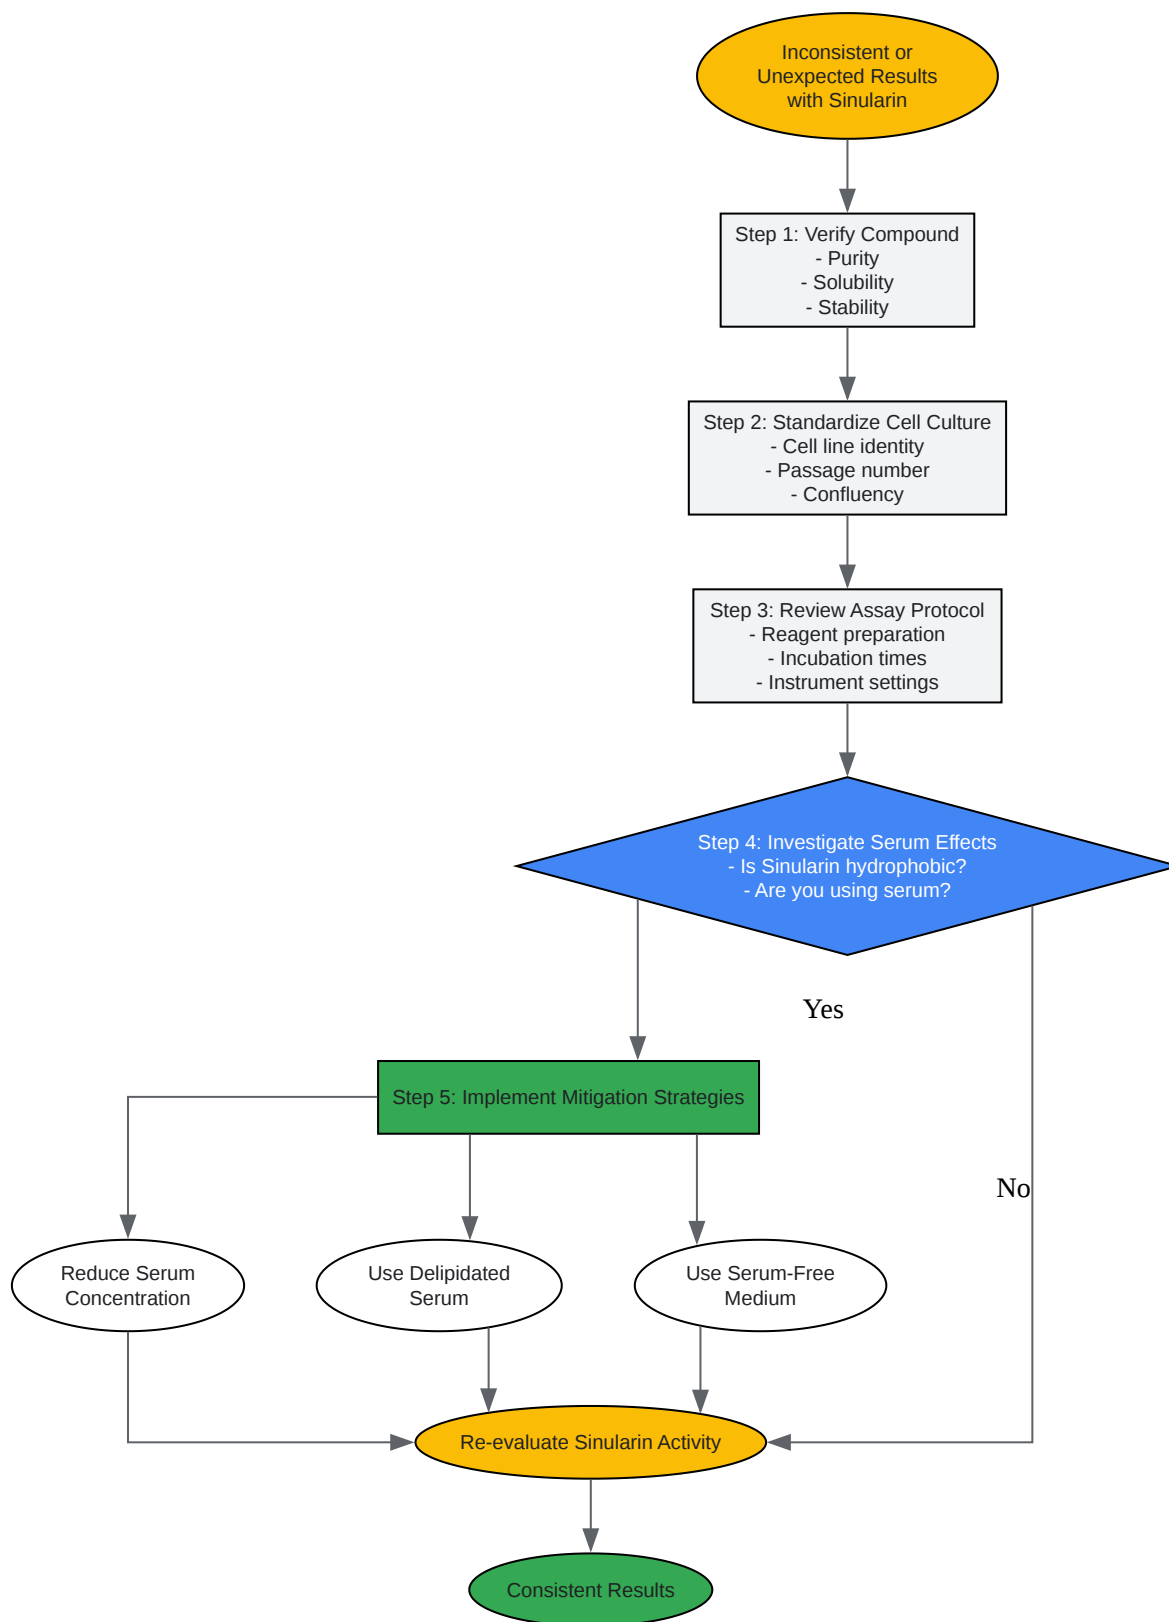 Inconsistent or
Unexpected Results
with Sinularin
Step 1: Verify Compound
- Purity
- Solubility
- Stability
Step 2: Standardize Cell Culture
- Cell line identity
- Passage number
- Confluency
Step 3: Review Assay Protocol
- Reagent preparation
- Incubation times
- Instrument settings
Step 4: Investigate Serum Effects
- Is Sinularin hydrophobic?
- Are you using serum?
Yes
Step 5: Implement Mitigation Strategies
No
Reduce Serum
Concentration
Use Delipidated
Serum
Use Serum-Free
Medium
Re-evaluate Sinularin Activity
Consistent Results